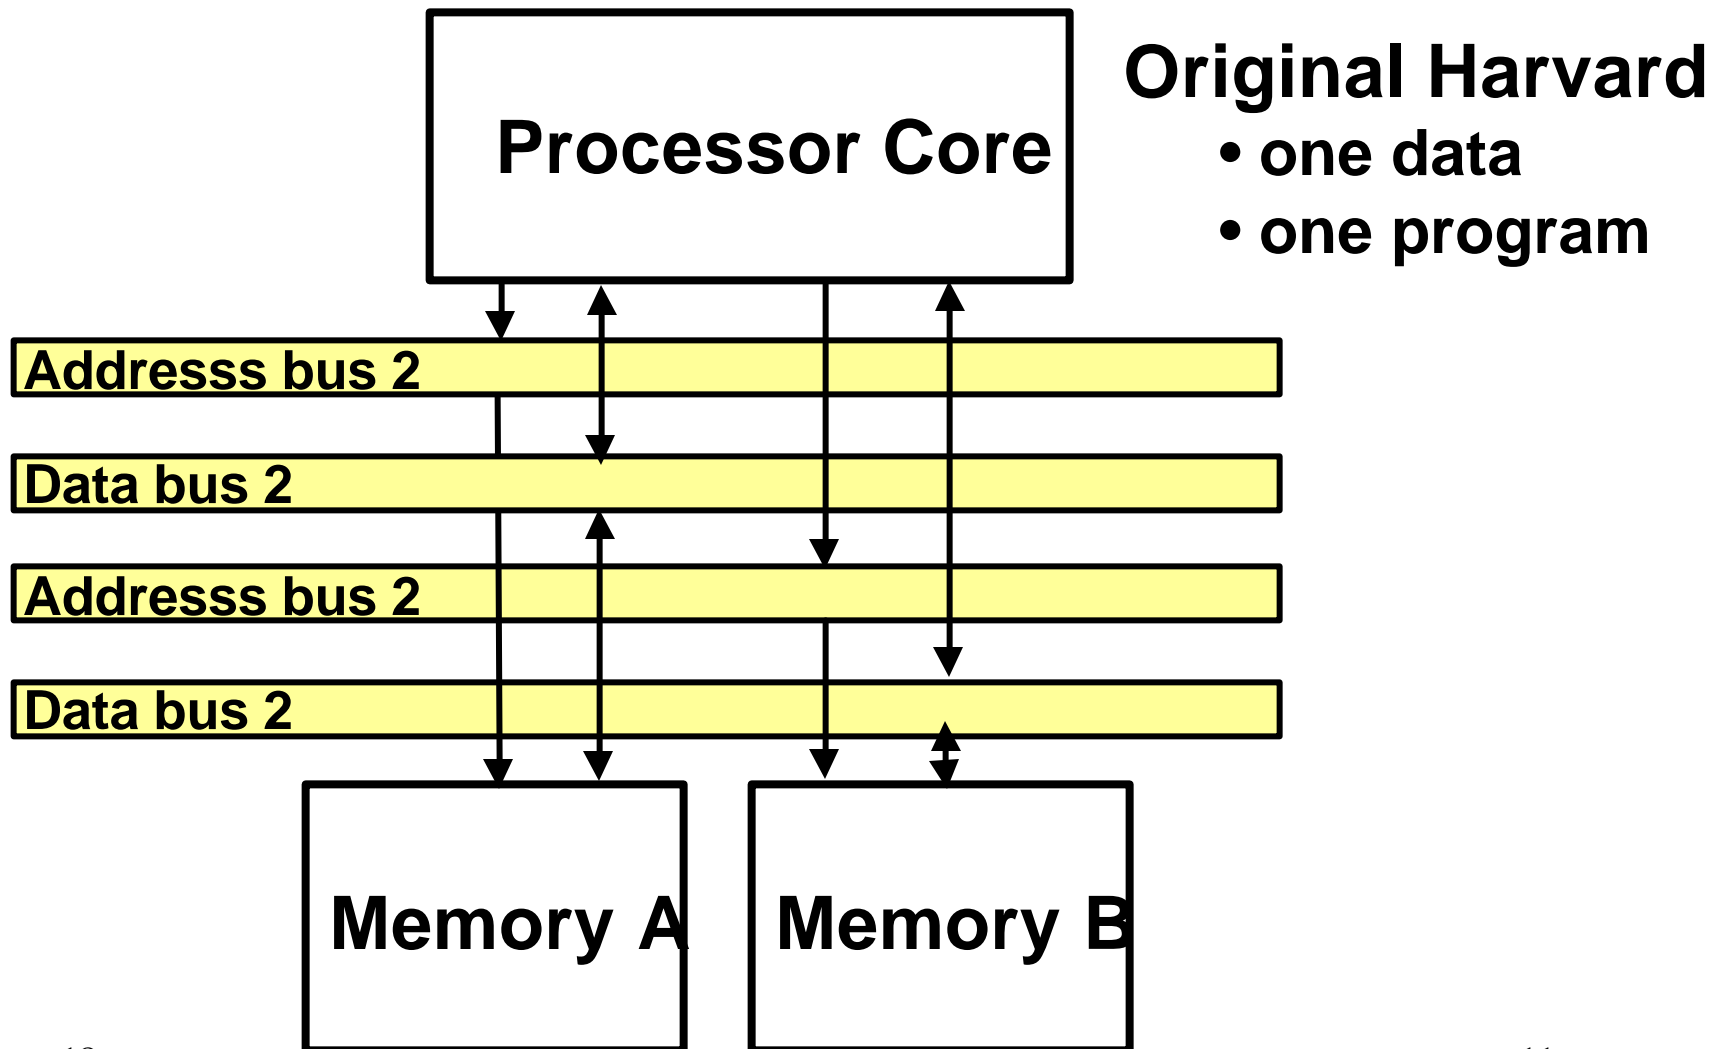 Processor Core
Original Harvard
• one data
• one program
Addresss bus 2
Data bus 2
Addresss bus 2
Data bus 2
Memory A
Memory B